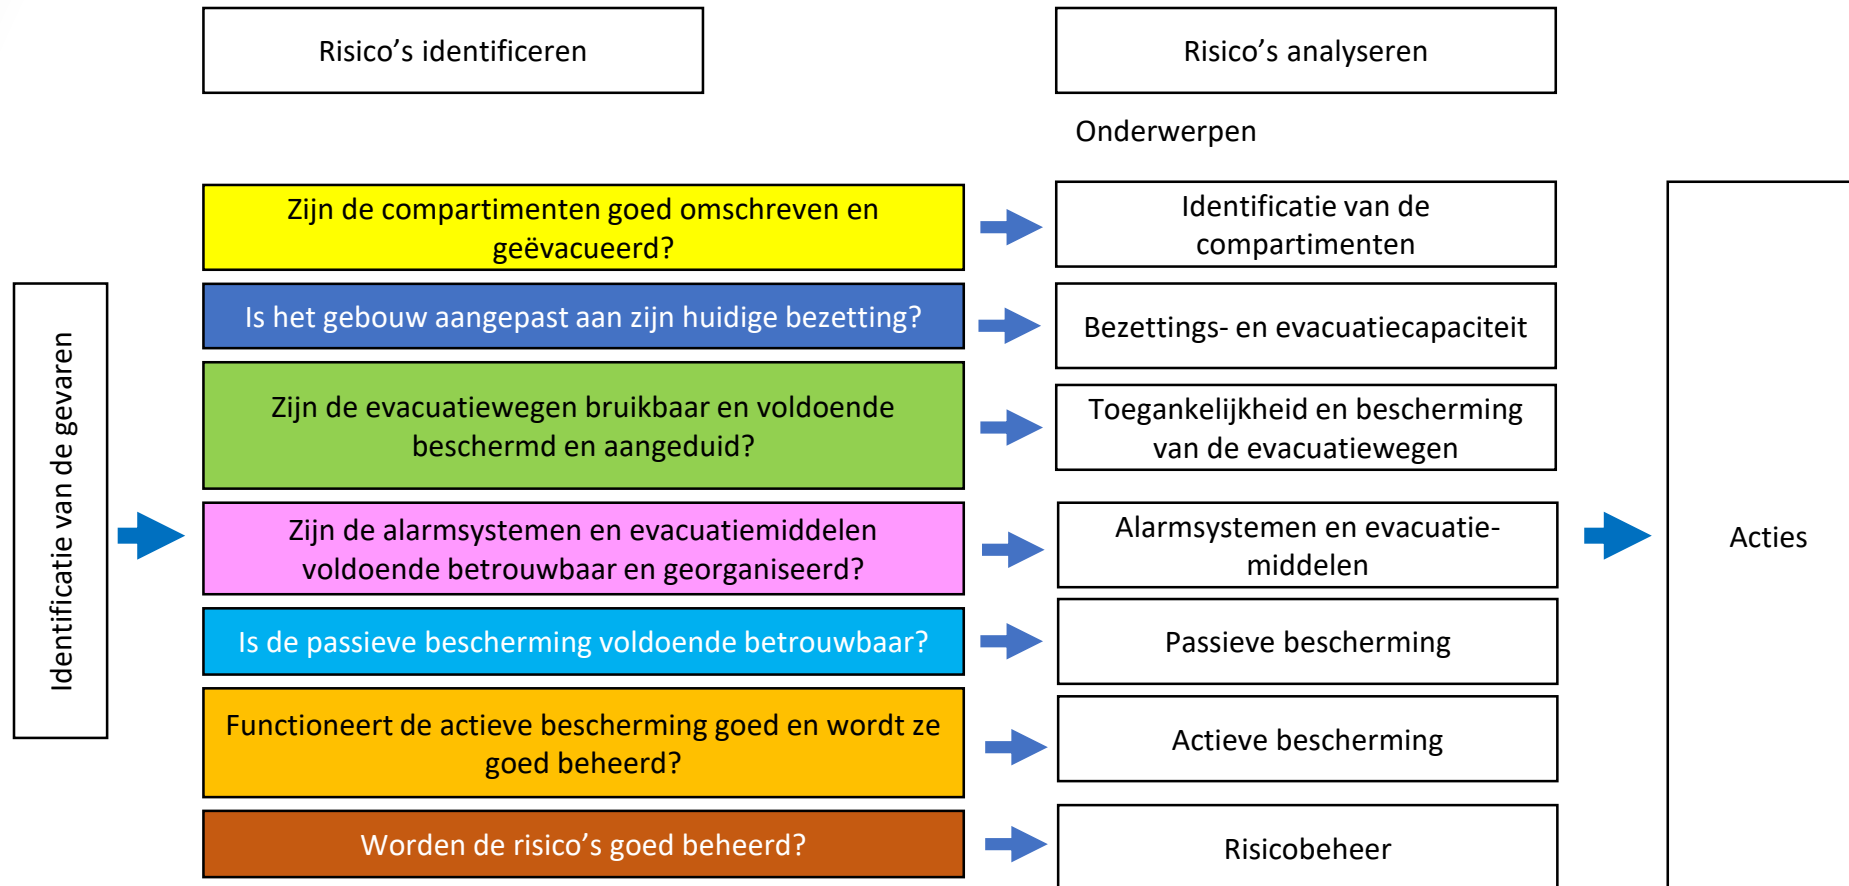 Risico’s identificeren
Risico’s analyseren
Onderwerpen
Identificatie van de gevaren
Zijn de compartimenten goed omschreven en
geëvacueerd?
Identificatie van de
compartimenten
Is het gebouw aangepast aan zijn huidige bezetting?
Bezettings- en evacuatiecapaciteit
Zijn de evacuatiewegen bruikbaar en voldoende
beschermd en aangeduid?
Toegankelijkheid en bescherming
van de evacuatiewegen
Zijn de alarmsystemen en evacuatiemiddelen
voldoende betrouwbaar en georganiseerd?
Alarmsystemen en evacuatie-
middelen
Is de passieve bescherming voldoende betrouwbaar?
Passieve bescherming
Functioneert de actieve bescherming goed en wordt ze
goed beheerd?
Actieve bescherming
Worden de risico’s goed beheerd?
Risicobeheer
Acties